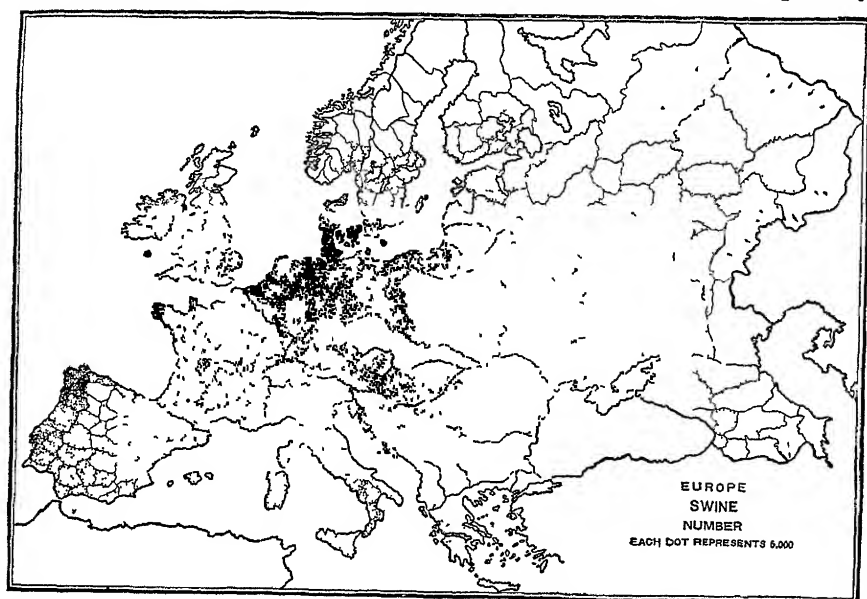 EUROPE
SWINE
NUMBER
EACH DOT REPRESENTS 5,000